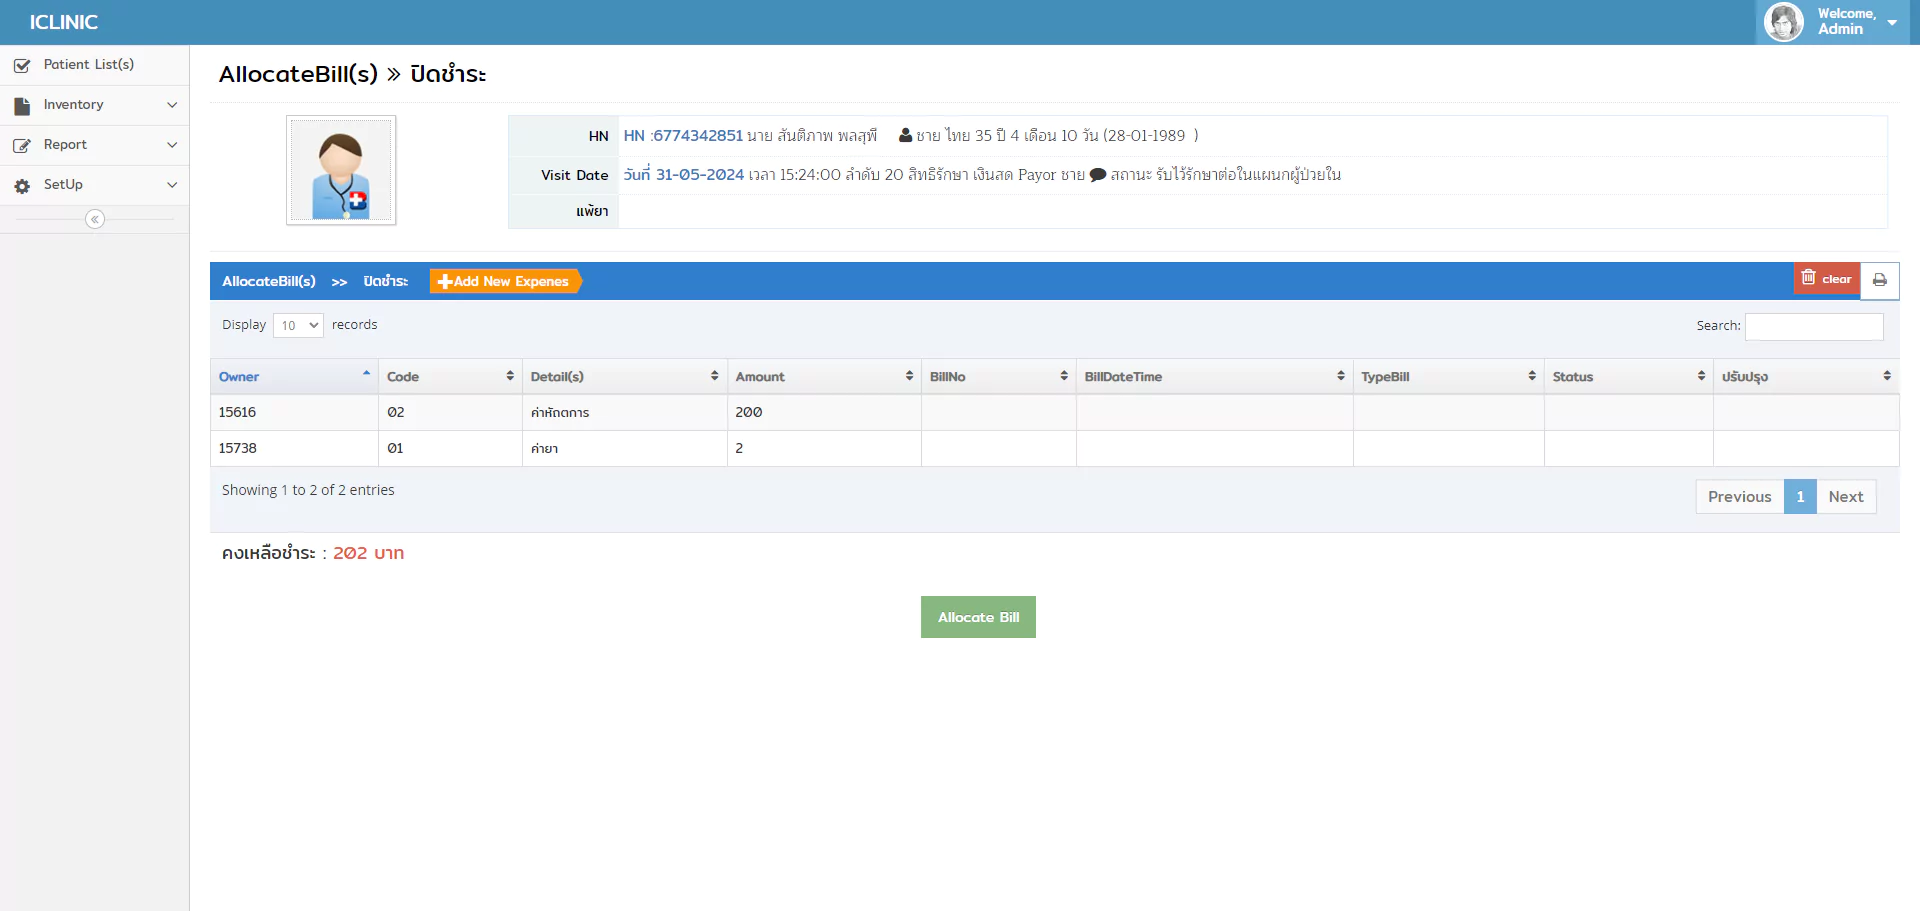 ICLINIC
Welcome,
Admin
Patient List(s)
Inventory
Report
SetUp
AllocateBill(s) » ปิดชำระ
HN HN :6774342851 นาย สันติภาพ พลสุฟี ชาย ไทย 35 ปี 4 เดือน 10 วัน (28-01-1989 )
Visit Date วันที่ 31-05-2024 เวลา 15:24:00 ลำดับ 20 สิทธิรักษา เงินสด Payor ชาย สถานะ รับไว้รักษาต่อในแผนกผู้ป่วยใน
แพ้ยา
AllocateBill(s) >> ปิดชำระ Add New Expenes clear
Display 10 records Search:
Owner Code Detail(s) Amount BillNo BillDateTime TypeBill Status ปรับปรุง
15616 02 ค่าหัถตการ 200
15738 01 ค่ายา 2
Showing 1 to 2 of 2 entries
Previous 1 Next
คงเหลือชำระ : 202 บาท
Allocate Bill